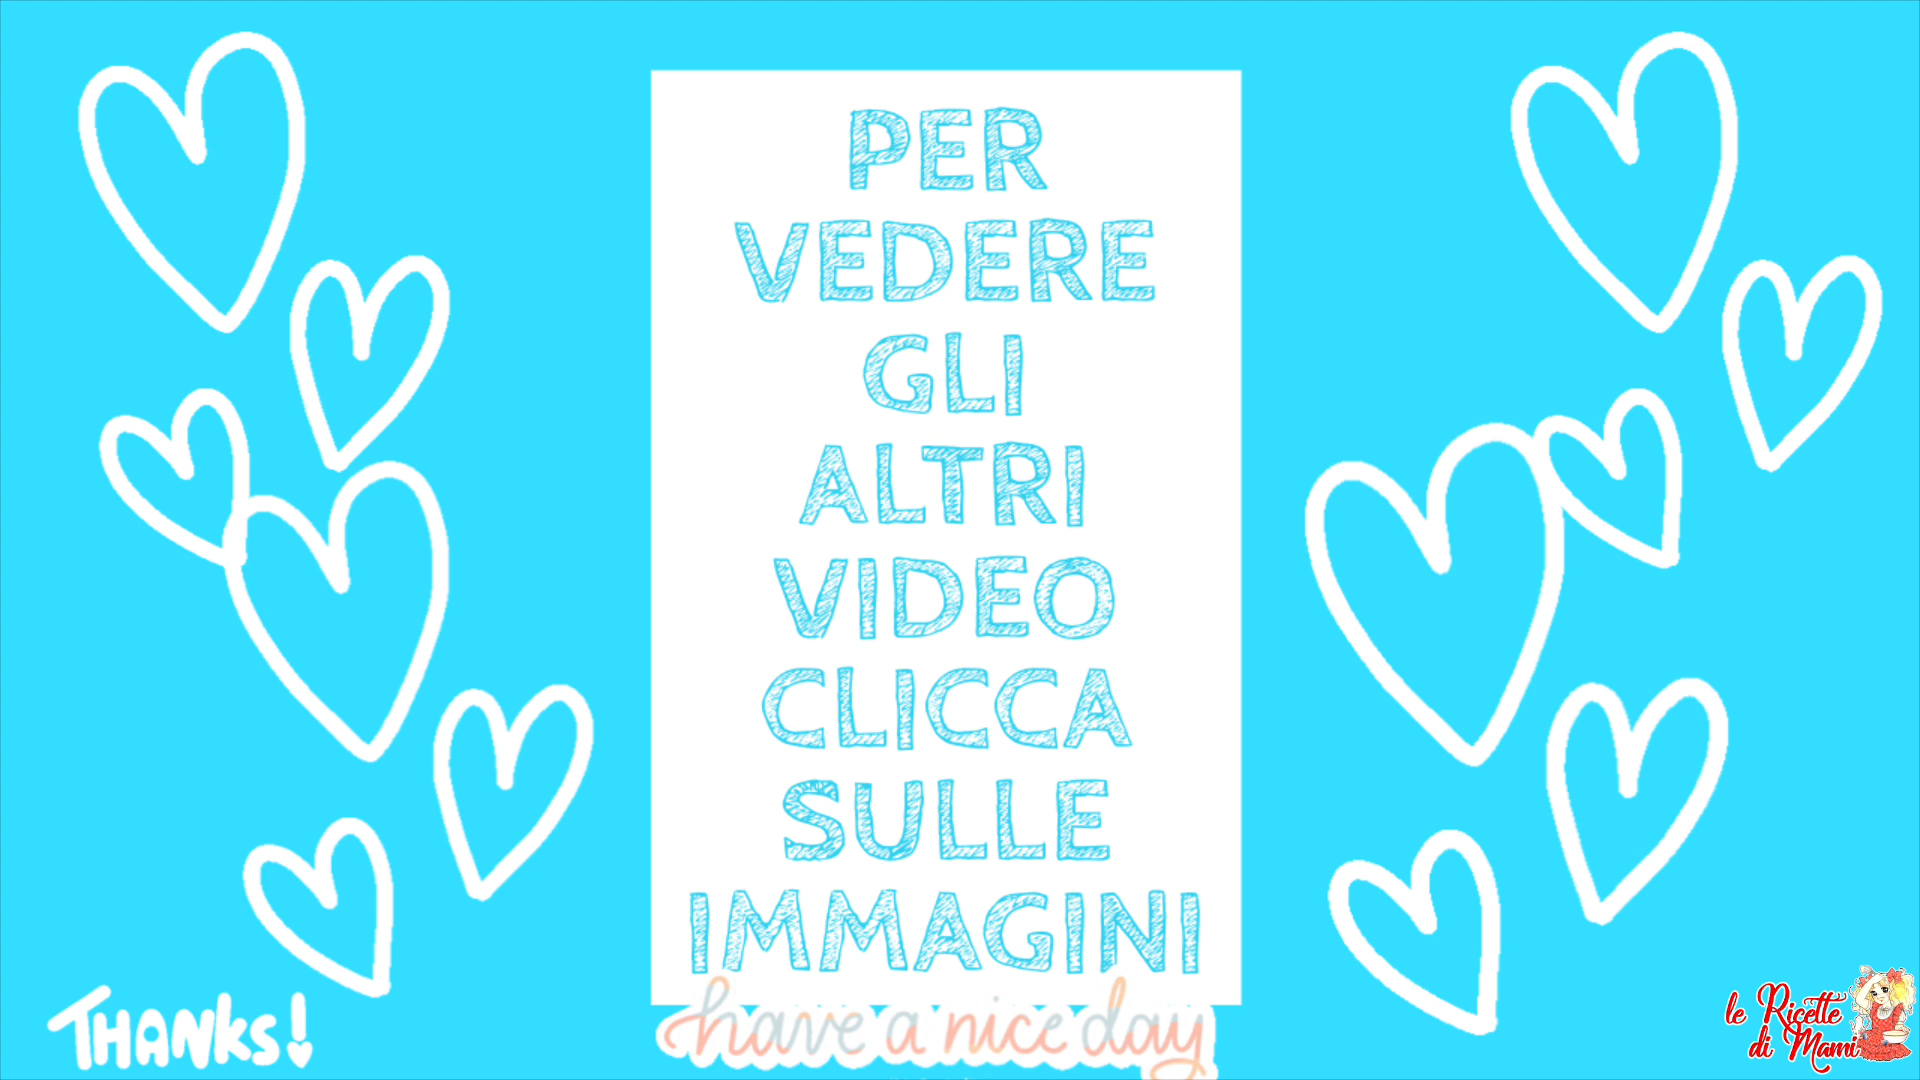 PER
VEDERE
GLI
ALTRI
VIDEO
CLICCA
SULLE
IMMAGINI
have a nice day
THANKS!
le Ricette
di Mami